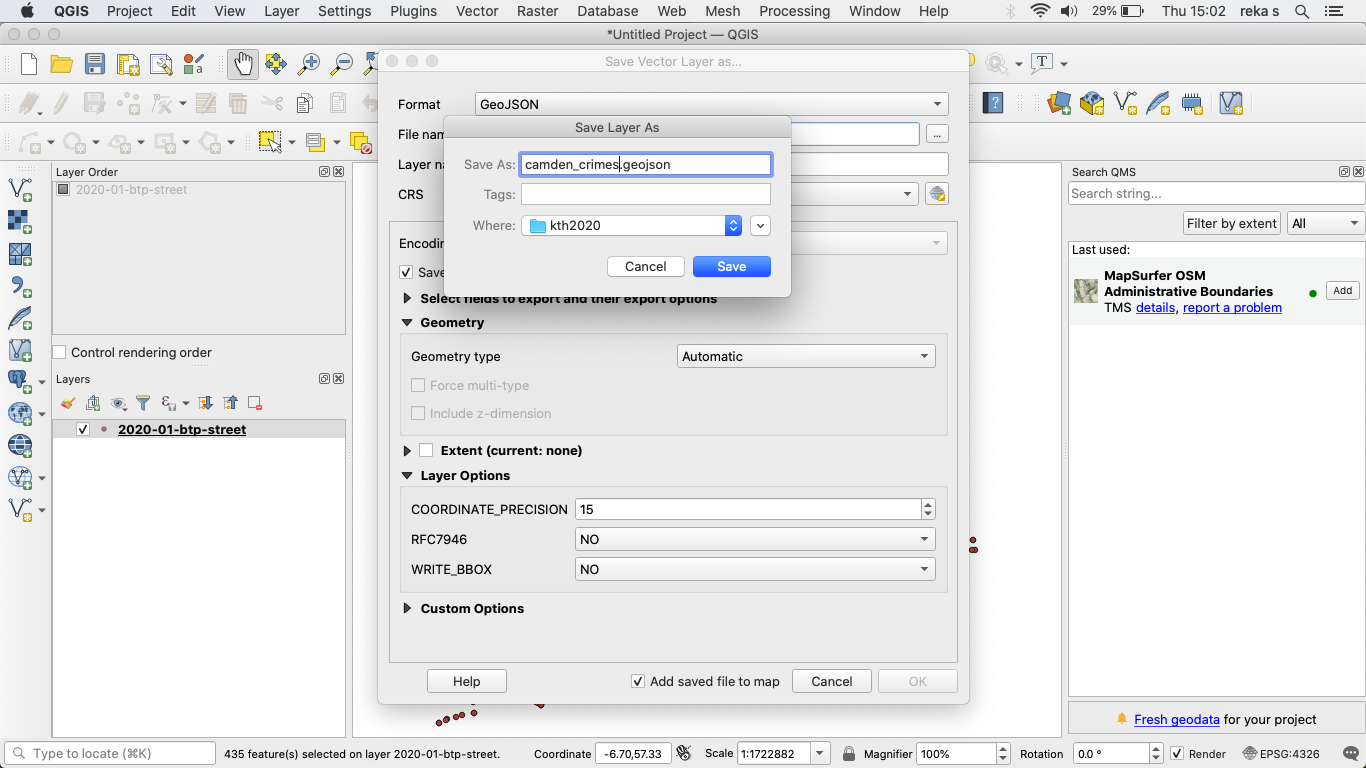 QGIS Project Edit View Layer Settings Plugins Vector Raster Database Web Mesh Processing Window Help 29% Thu 15:02 reka s
*Untitled Project — QGIS
Save Vector Layer as...
Format GeoJSON
Save Layer As
File nam
...
Save As: camden_crimes.geojson
Layer na
Tags:
CRS
Where: kth2020
Encodin
Cancel Save
Save
Select fields to export and their export options
Geometry
Geometry type Automatic
Force multi-type
Include z-dimension
Extent (current: none)
Layer Options
COORDINATE_PRECISION 15
RFC7946 NO
WRITE_BBOX NO
Custom Options
Help Add saved file to map Cancel OK
Layer Order
2020-01-btp-street
Control rendering order
Layers
2020-01-btp-street
Search QMS
Search string...
Filter by extent All
Last used:
MapSurfer OSM
Administrative Boundaries
TMS details, report a problem
Add
Fresh geodata for your project
Type to locate (⌘K) 435 feature(s) selected on layer 2020-01-btp-street. Coordinate -6.70,57.33 Scale 1:1722882 Magnifier 100% Rotation 0.0 ° Render EPSG:4326